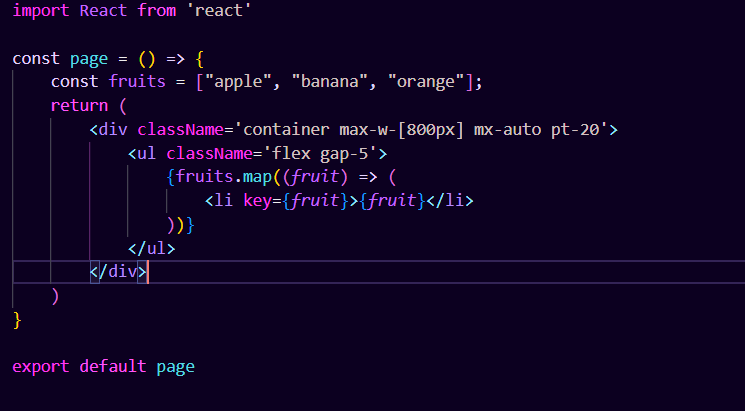 import React from 'react'
const page = () => {
const fruits = ["apple", "banana", "orange"];
return (
<div className='container max-w-[800px] mx-auto pt-20'>
<ul className='flex gap-5'>
{fruits.map((fruit) => (
<li key={fruit}>{fruit}</li>
))}
</ul>
</div>
)
}
export default page